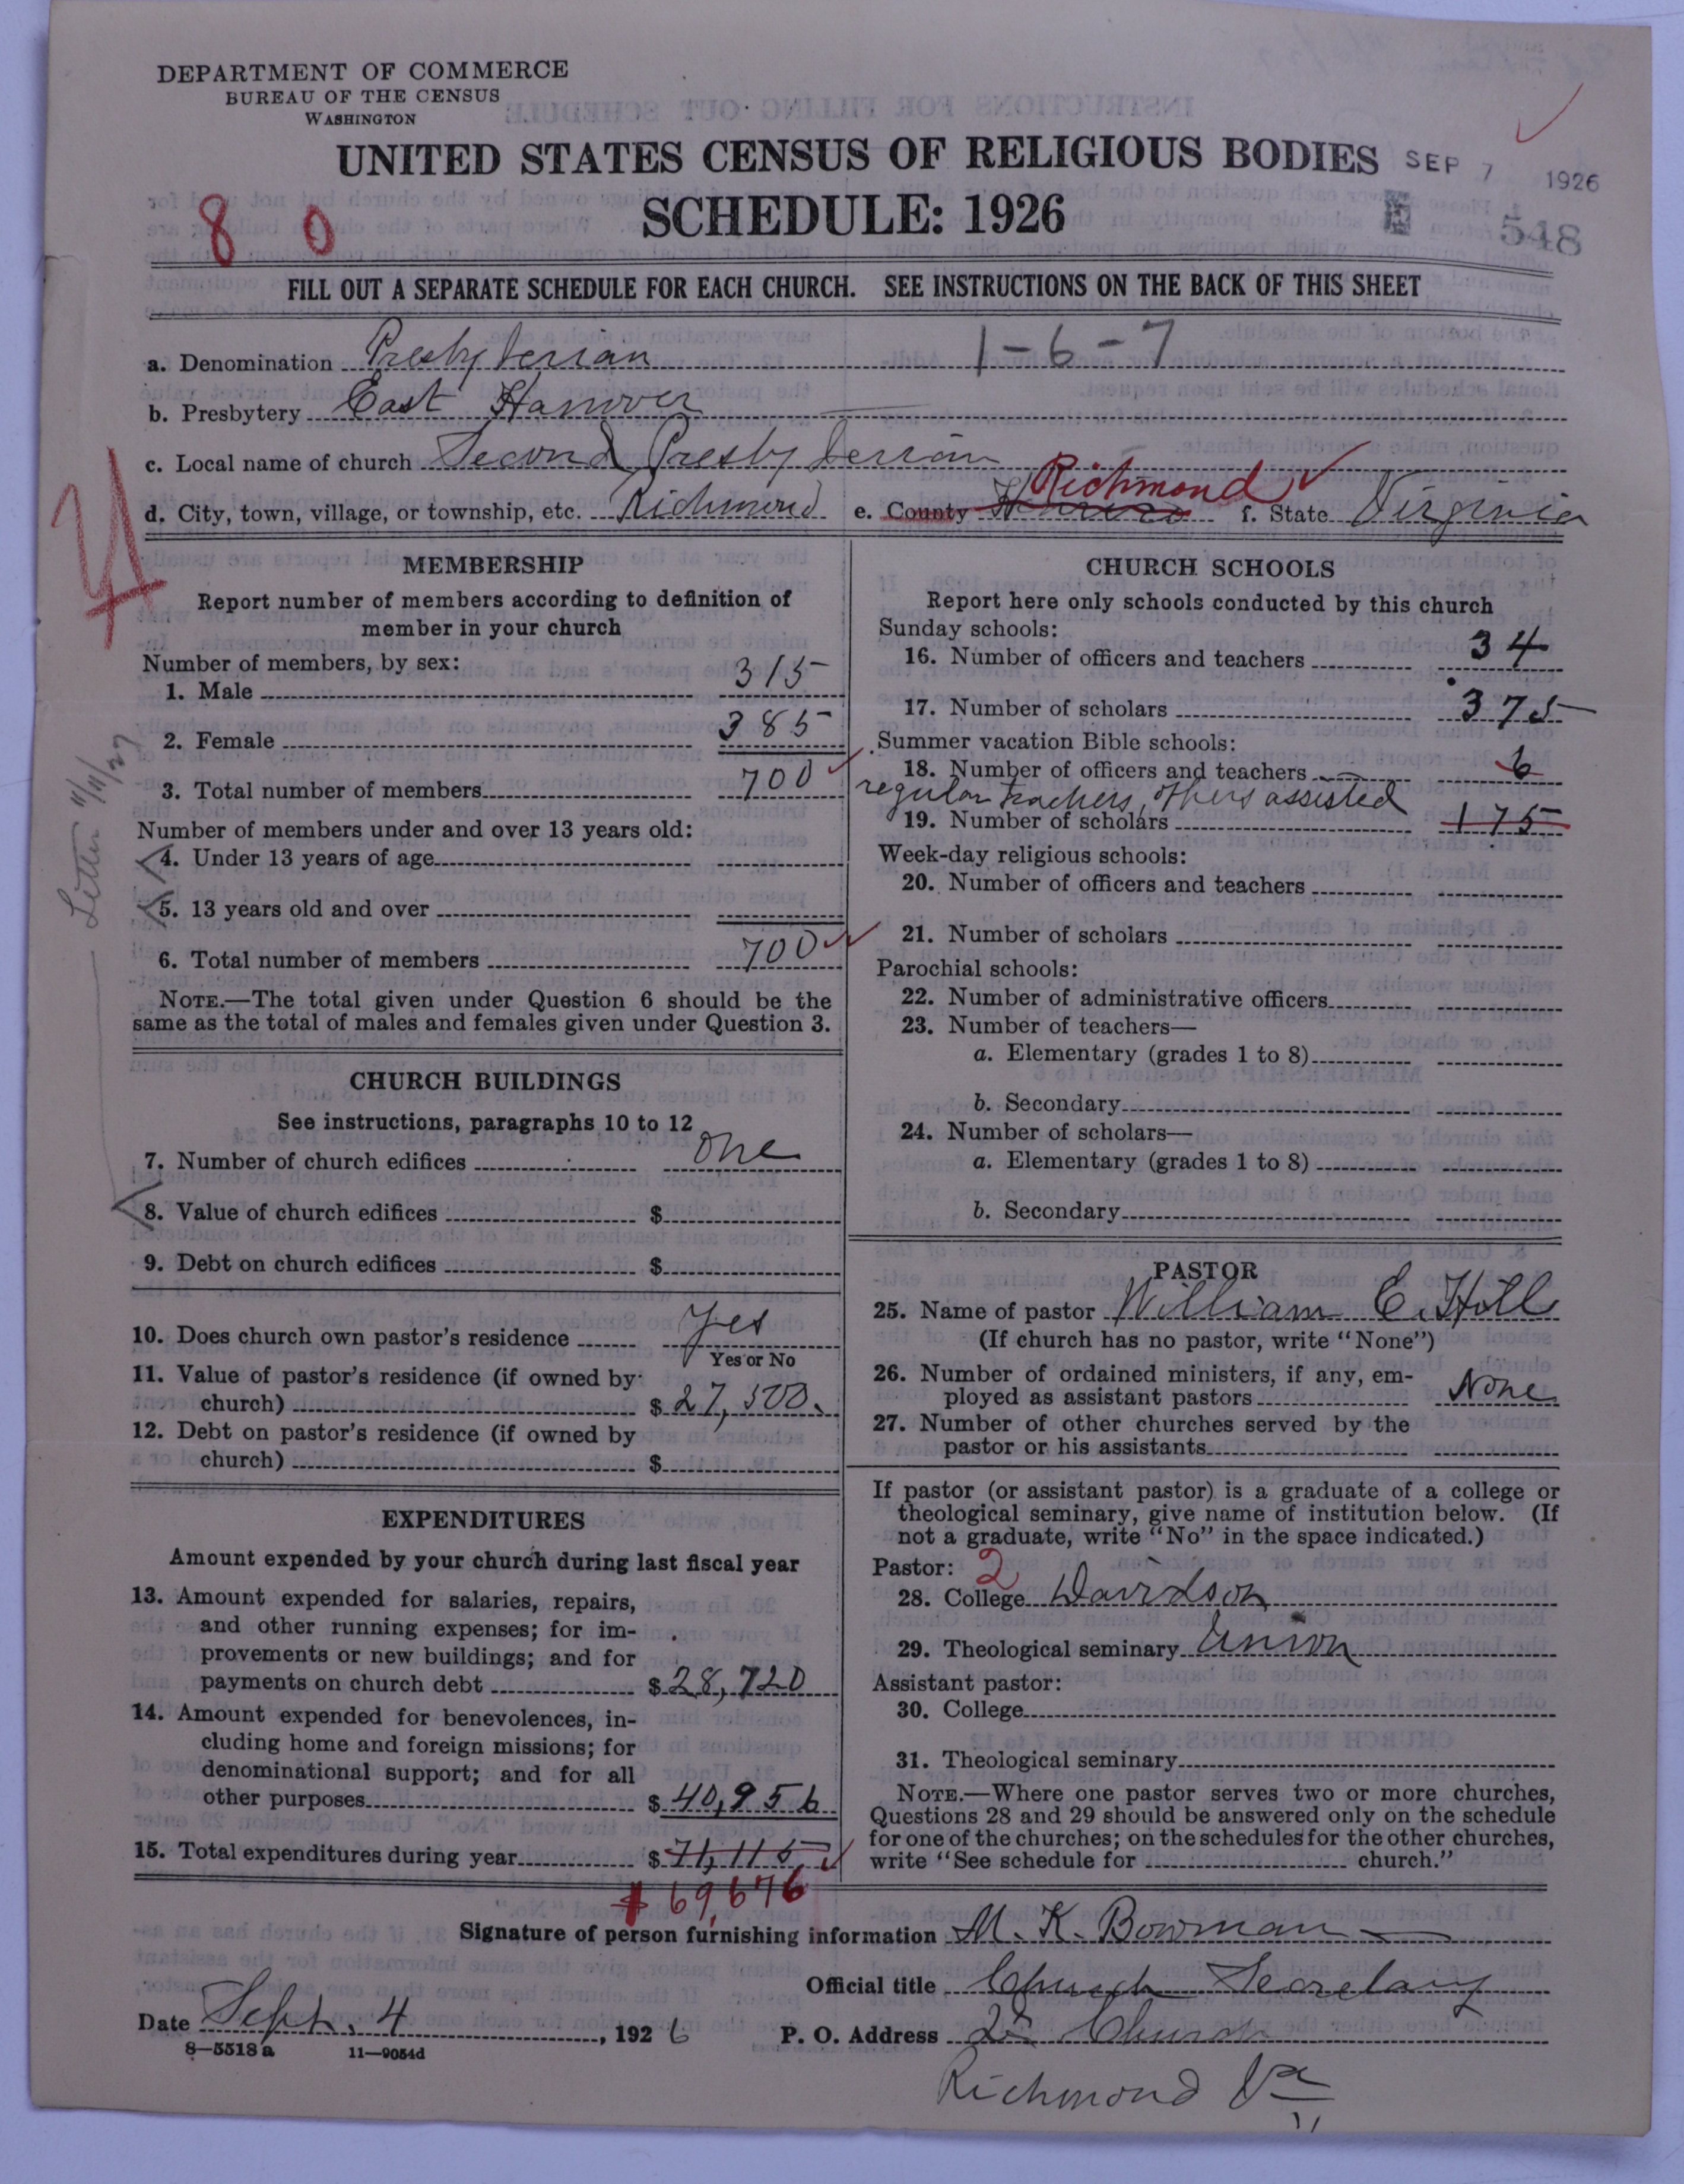 DEPARTMENT OF COMMERCE
BUREAU OF THE CENSUS
WASHINGTON
UNITED STATES CENSUS OF RELIGIOUS BODIES
SEP 7 1926
SCHEDULE: 1926
548
8 0
FILL OUT A SEPARATE SCHEDULE FOR EACH CHURCH. SEE INSTRUCTIONS ON THE BACK OF THIS SHEET
a. Denomination Presbyterian 1-6-7
b. Presbytery East Hanover
c. Local name of church Second Presbyterian
d. City, town, village, or township, etc. Richmond e. County Richmond f. State Virginia
MEMBERSHIP
Report number of members according to definition of
member in your church
Number of members, by sex:
1. Male 315
2. Female 385
3. Total number of members 700
Number of members under and over 13 years old:
4. Under 13 years of age
5. 13 years old and over
6. Total number of members 700
NOTE.—The total given under Question 6 should be the
same as the total of males and females given under Question 3.
Letter 11/11/27
CHURCH BUILDINGS
See instructions, paragraphs 10 to 12
7. Number of church edifices one
8. Value of church edifices $
9. Debt on church edifices $
10. Does church own pastor's residence yes
Yes or No
11. Value of pastor's residence (if owned by
church) $ 27,500.
12. Debt on pastor's residence (if owned by
church) $
EXPENDITURES
Amount expended by your church during last fiscal year
13. Amount expended for salaries, repairs,
and other running expenses; for im-
provements or new buildings; and for
payments on church debt $ 28,720
14. Amount expended for benevolences, in-
cluding home and foreign missions; for
denominational support; and for all
other purposes $ 40,956
15. Total expenditures during year $ 71,115
$ 69,676
CHURCH SCHOOLS
Report here only schools conducted by this church
Sunday schools:
16. Number of officers and teachers 34
17. Number of scholars 375
Summer vacation Bible schools:
18. Number of officers and teachers 6
regular teachers, others assisted
19. Number of scholars 175
Week-day religious schools:
20. Number of officers and teachers
21. Number of scholars
Parochial schools:
22. Number of administrative officers
23. Number of teachers—
a. Elementary (grades 1 to 8)
b. Secondary
24. Number of scholars—
a. Elementary (grades 1 to 8)
b. Secondary
PASTOR
25. Name of pastor William E. Hill
(If church has no pastor, write "None")
26. Number of ordained ministers, if any, em-
ployed as assistant pastors None
27. Number of other churches served by the
pastor or his assistants
If pastor (or assistant pastor) is a graduate of a college or
theological seminary, give name of institution below. (If
not a graduate, write "No" in the space indicated.)
Pastor: 2
28. College Davidson
29. Theological seminary Union
Assistant pastor:
30. College
31. Theological seminary
NOTE.—Where one pastor serves two or more churches,
Questions 28 and 29 should be answered only on the schedule
for one of the churches; on the schedules for the other churches,
write "See schedule for church."
Signature of person furnishing information M. K. Bowman
Official title Church Secretary
Date Sept. 4, 1926 P. O. Address 2d Church
8—5518 a 11—9054d
Richmond Va